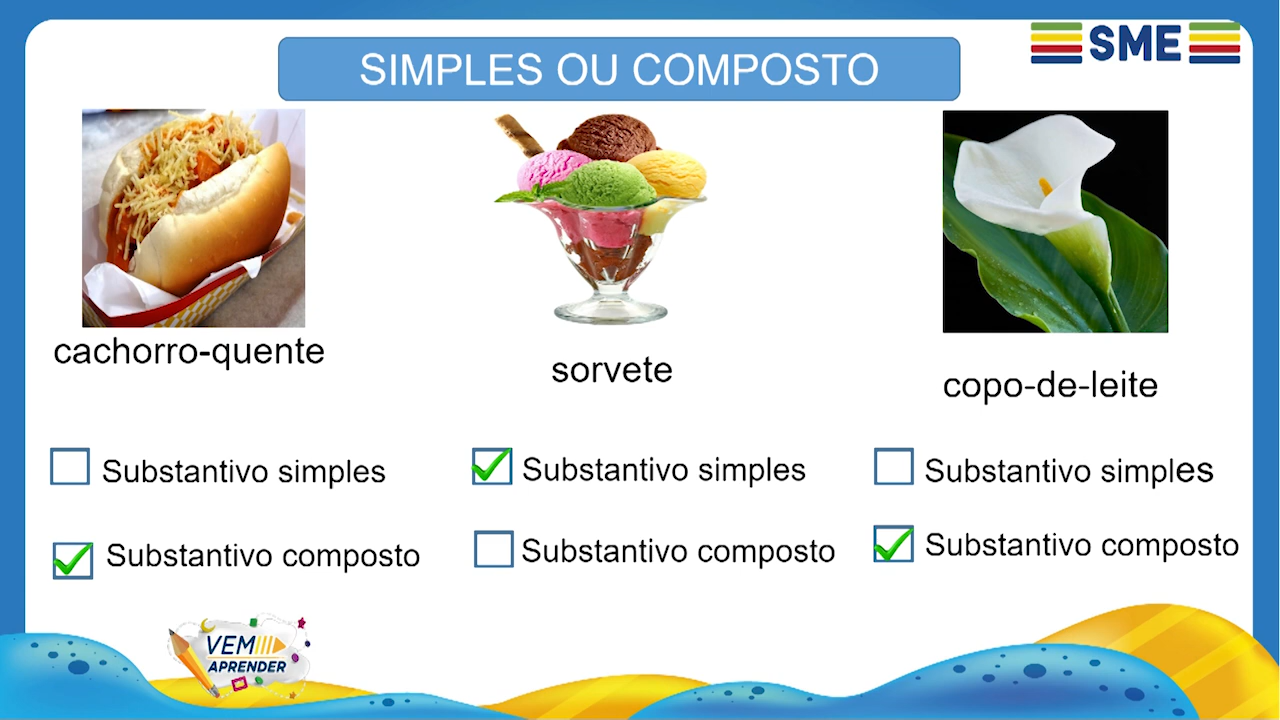 SME
SIMPLES OU COMPOSTO
cachorro-quente
sorvete
copo-de-leite
Substantivo simples
Substantivo composto
Substantivo simples
Substantivo composto
Substantivo simples
Substantivo composto
VEM
APRENDER